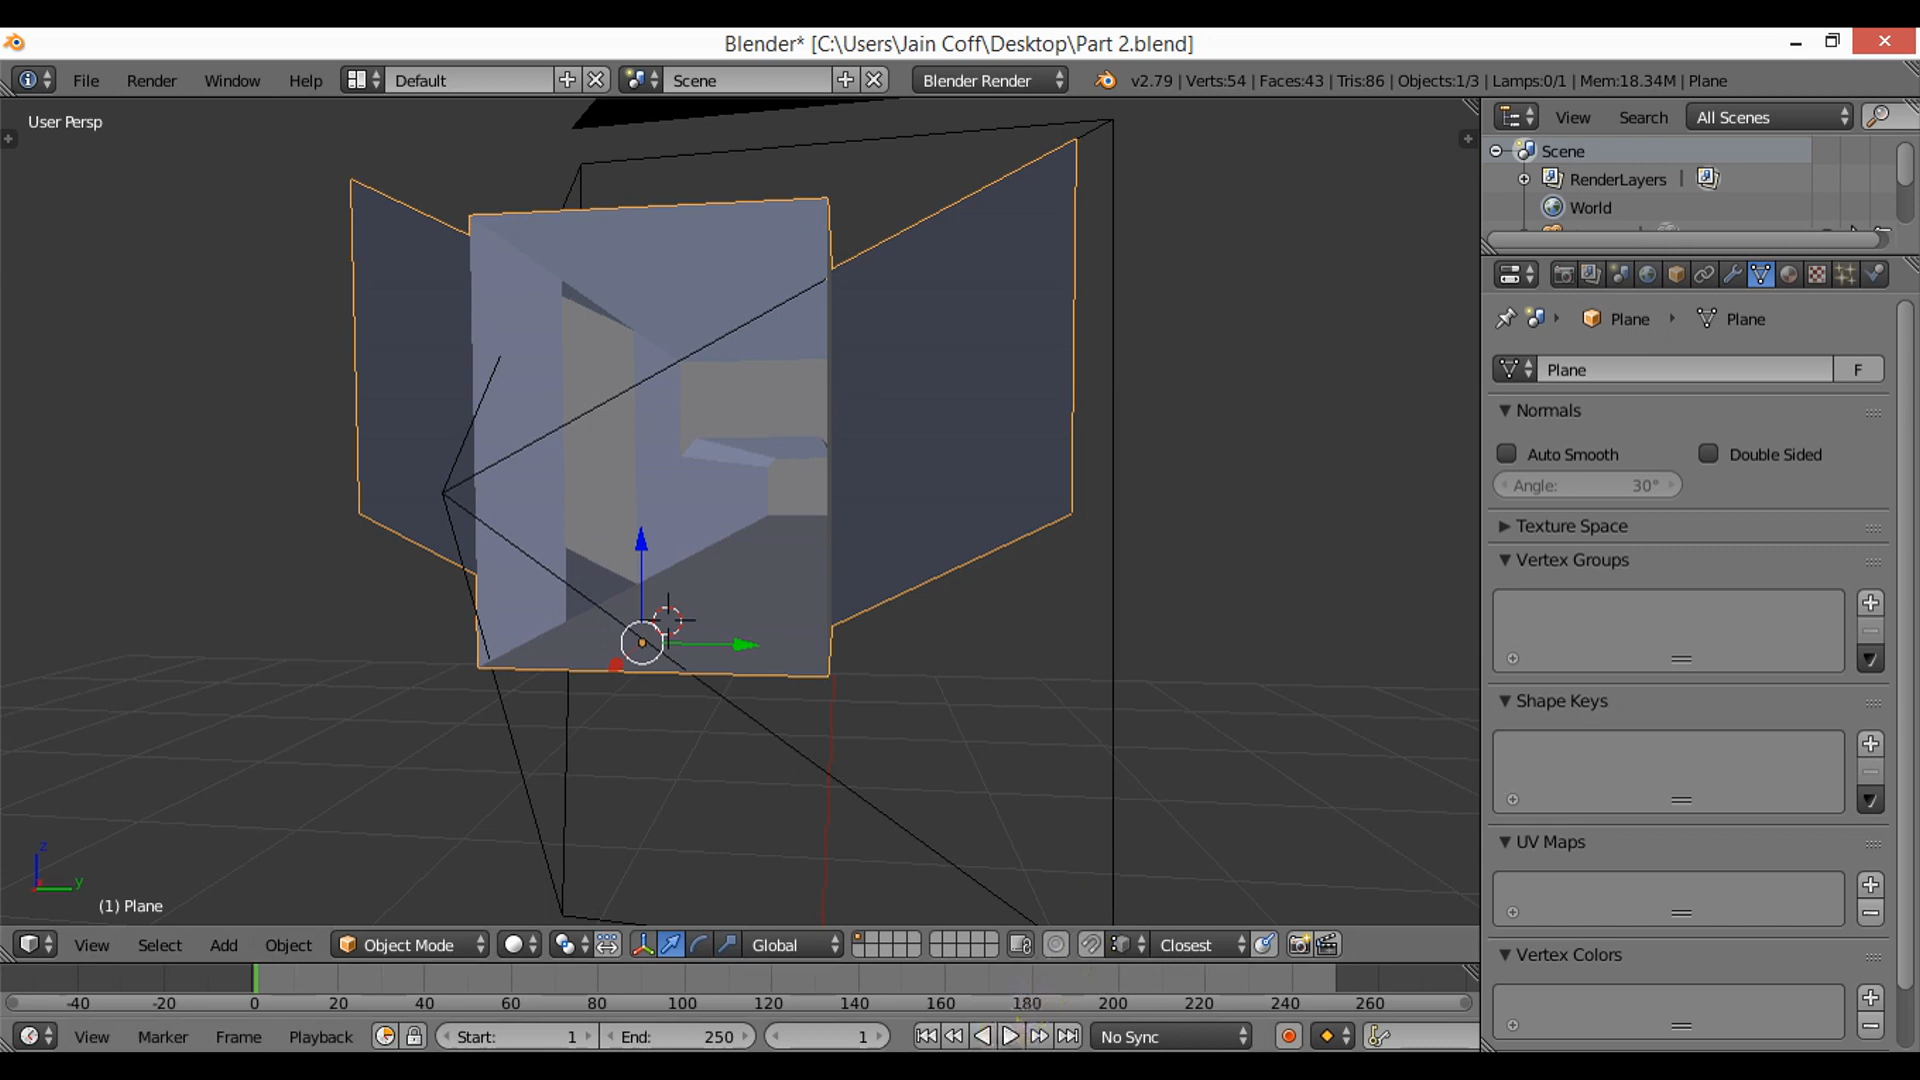 Blender* [C:\Users\Jain Coff\Desktop\Part 2.blend]
File Render Window Help Default Scene Blender Render v2.79 | Verts:54 | Faces:43 | Tris:86 | Objects:1/3 | Lamps:0/1 | Mem:18.34M | Plane
User Persp
View Search All Scenes
Scene
RenderLayers
World
Plane Plane
Plane F
Normals
Auto Smooth Double Sided
Angle: 30°
Texture Space
Vertex Groups
Shape Keys
UV Maps
Vertex Colors
z
y
(1) Plane
View Select Add Object Object Mode Global Closest
-40 -20 0 20 40 60 80 100 120 140 160 180 200 220 240 260
View Marker Frame Playback Start: 1 End: 250 1 No Sync